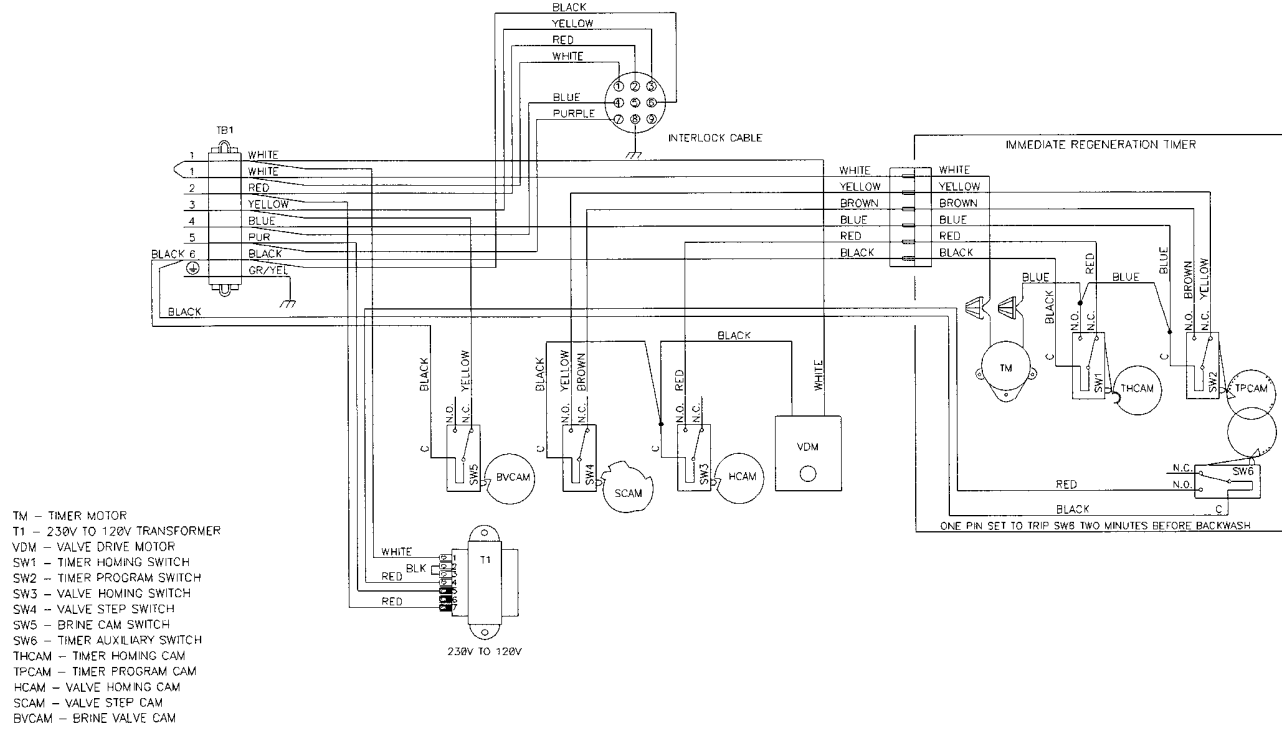 BLACK
YELLOW
RED
WHITE
1 2 3
BLUE
4 5 6
PURPLE
7 8 9
INTERLOCK CABLE
TB1
IMMEDIATE REGENERATION TIMER
1 WHITE
1 WHITE
2 RED
3 YELLOW
4 BLUE
5 PUR
BLACK 6 BLACK
GR/YEL
BLACK
WHITE WHITE
YELLOW YELLOW
BROWN BROWN
BLUE BLUE
RED RED
BLACK BLACK
BLUE
BLACK
RED
BLUE
BLUE
BROWN
YELLOW
N.O.
N.C.
N.C.
N.C.
C
C
TM
SW1
THCAM
SW2
TPCAM
BLACK
YELLOW
N.O.
N.C.
C
SW5
BVCAM
BLACK
YELLOW
BROWN
N.O.
N.C.
C
SW4
SCAM
BLACK
RED
N.O.
N.C.
C
SW3
HCAM
WHITE
VDM
N.C.
SW6
N.O.
RED
BLACK
C
ONE PIN SET TO TRIP SW6 TWO MINUTES BEFORE BACKWASH
WHITE
BLK
RED
RED
1
7
T1
230V TO 120V
TM – TIMER MOTOR
T1 – 230V TO 120V TRANSFORMER
VDM – VALVE DRIVE MOTOR
SW1 – TIMER HOMING SWITCH
SW2 – TIMER PROGRAM SWITCH
SW3 – VALVE HOMING SWITCH
SW4 – VALVE STEP SWITCH
SW5 – BRINE CAM SWITCH
SW6 – TIMER AUXILIARY SWITCH
THCAM – TIMER HOMING CAM
TPCAM – TIMER PROGRAM CAM
HCAM – VALVE HOMING CAM
SCAM – VALVE STEP CAM
BVCAM – BRINE VALVE CAM